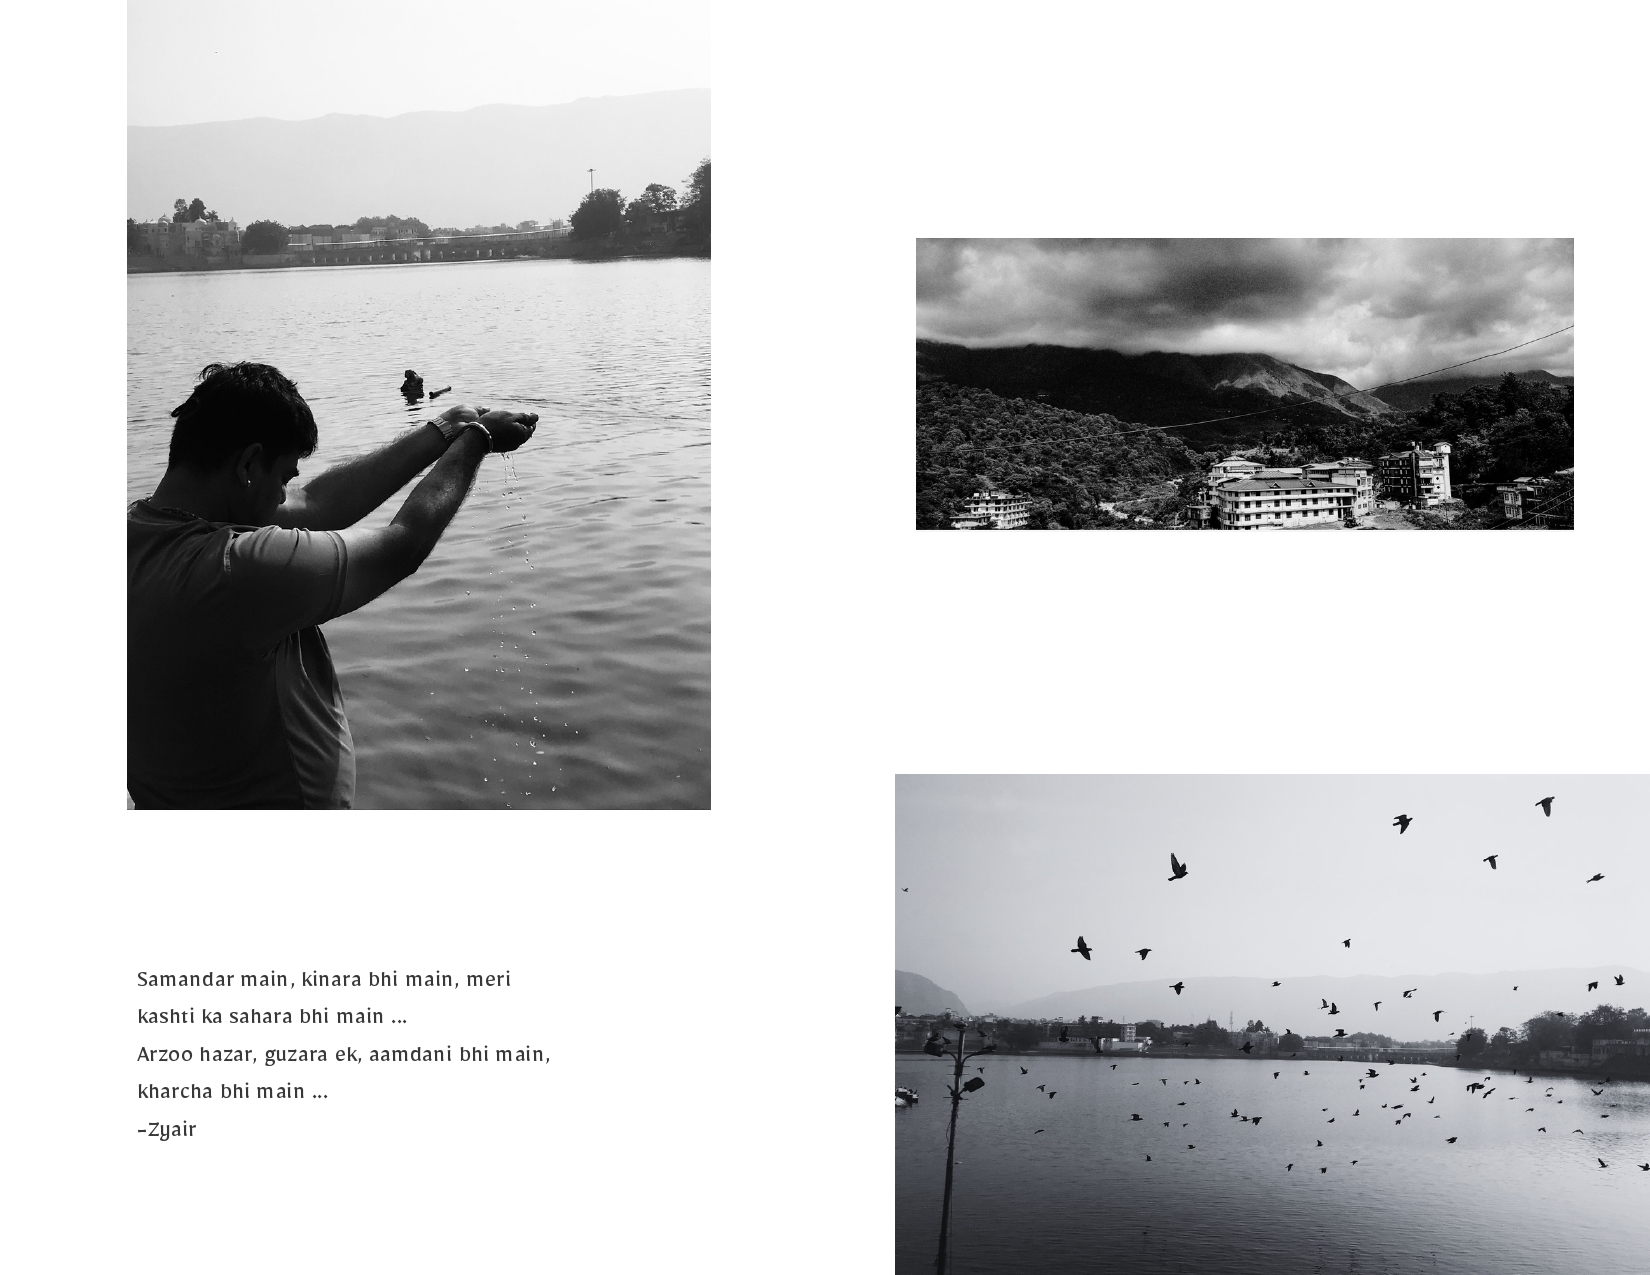 Samandar main, kinara bhi main, meri
kashti ka sahara bhi main ...
Arzoo hazar, guzara ek, aamdani bhi main,
kharcha bhi main ...
-Zyair